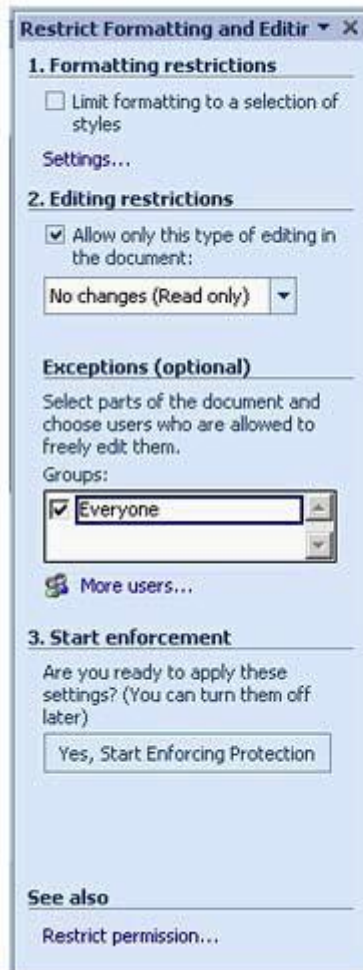 Restrict Formatting and Editir
1. Formatting restrictions
Limit formatting to a selection of
styles
Settings...
2. Editing restrictions
Allow only this type of editing in
the document:
No changes (Read only)
Exceptions (optional)
Select parts of the document and
choose users who are allowed to
freely edit them.
Groups:
Everyone
More users...
3. Start enforcement
Are you ready to apply these
settings? (You can turn them off
later)
Yes, Start Enforcing Protection
See also
Restrict permission...